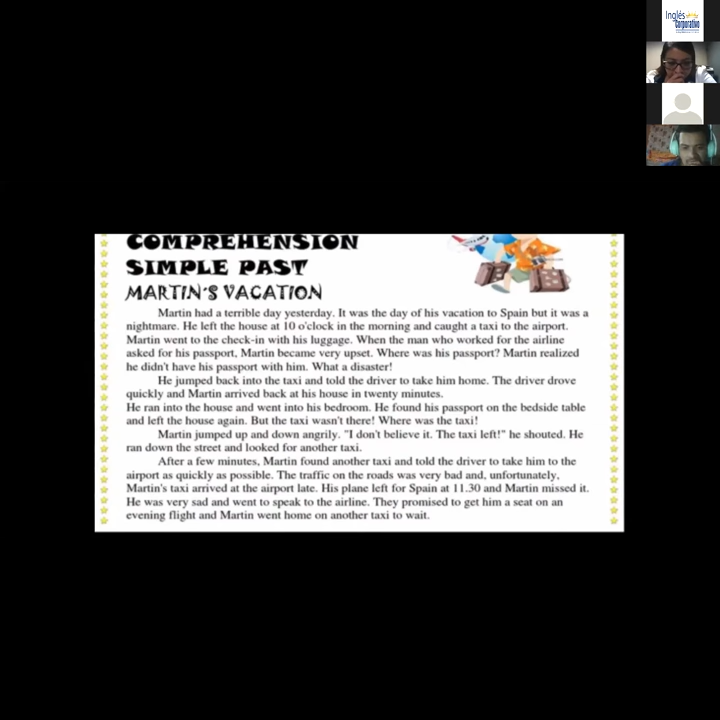 Inglés
Corporativo
COMPREHENSION
SIMPLE PAST
MARTIN'S VACATION
Martin had a terrible day yesterday. It was the day of his vacation to Spain but it was a
nightmare. He left the house at 10 o'clock in the morning and caught a taxi to the airport.
Martin went to the check-in with his luggage. When the man who worked for the airline
asked for his passport, Martin became very upset. Where was his passport? Martin realized
he didn't have his passport with him. What a disaster!
He jumped back into the taxi and told the driver to take him home. The driver drove
quickly and Martin arrived back at his house in twenty minutes.
He ran into the house and went into his bedroom. He found his passport on the bedside table
and left the house again. But the taxi wasn't there! Where was the taxi!
Martin jumped up and down angrily. "I don't believe it. The taxi left!" he shouted. He
ran down the street and looked for another taxi.
After a few minutes, Martin found another taxi and told the driver to take him to the
airport as quickly as possible. The traffic on the roads was very bad and, unfortunately,
Martin's taxi arrived at the airport late. His plane left for Spain at 11.30 and Martin missed it.
He was very sad and went to speak to the airline. They promised to get him a seat on an
evening flight and Martin went home on another taxi to wait.